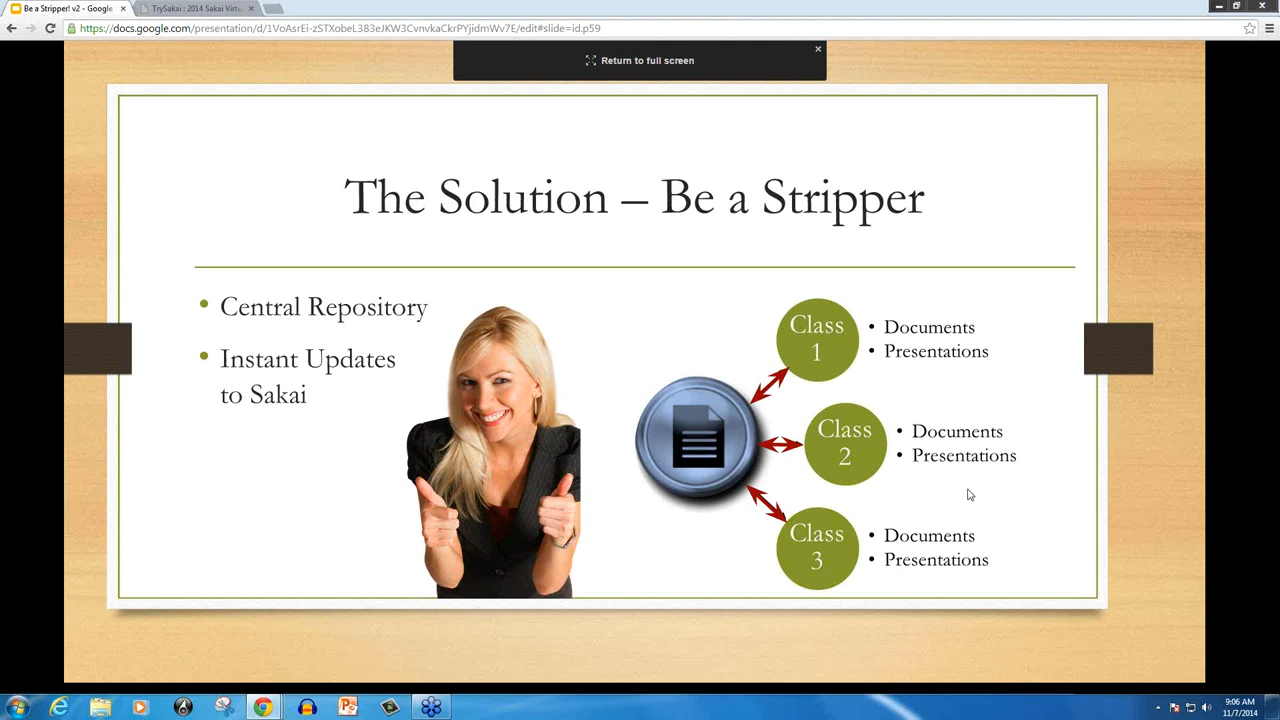 Be a Stripper! v2 - Google
TrySakai : 2014 Sakai Virtu
https://docs.google.com/presentation/d/1VoAsrEi-zSTXobeL383eJKW3CvnvkaCkrPYjidmWv7E/edit#slide=id.p59
Return to full screen
The Solution – Be a Stripper
• Central Repository
• Instant Updates
to Sakai
Class
1
• Documents
• Presentations
Class
2
• Documents
• Presentations
Class
3
• Documents
• Presentations
9:06 AM
11/7/2014